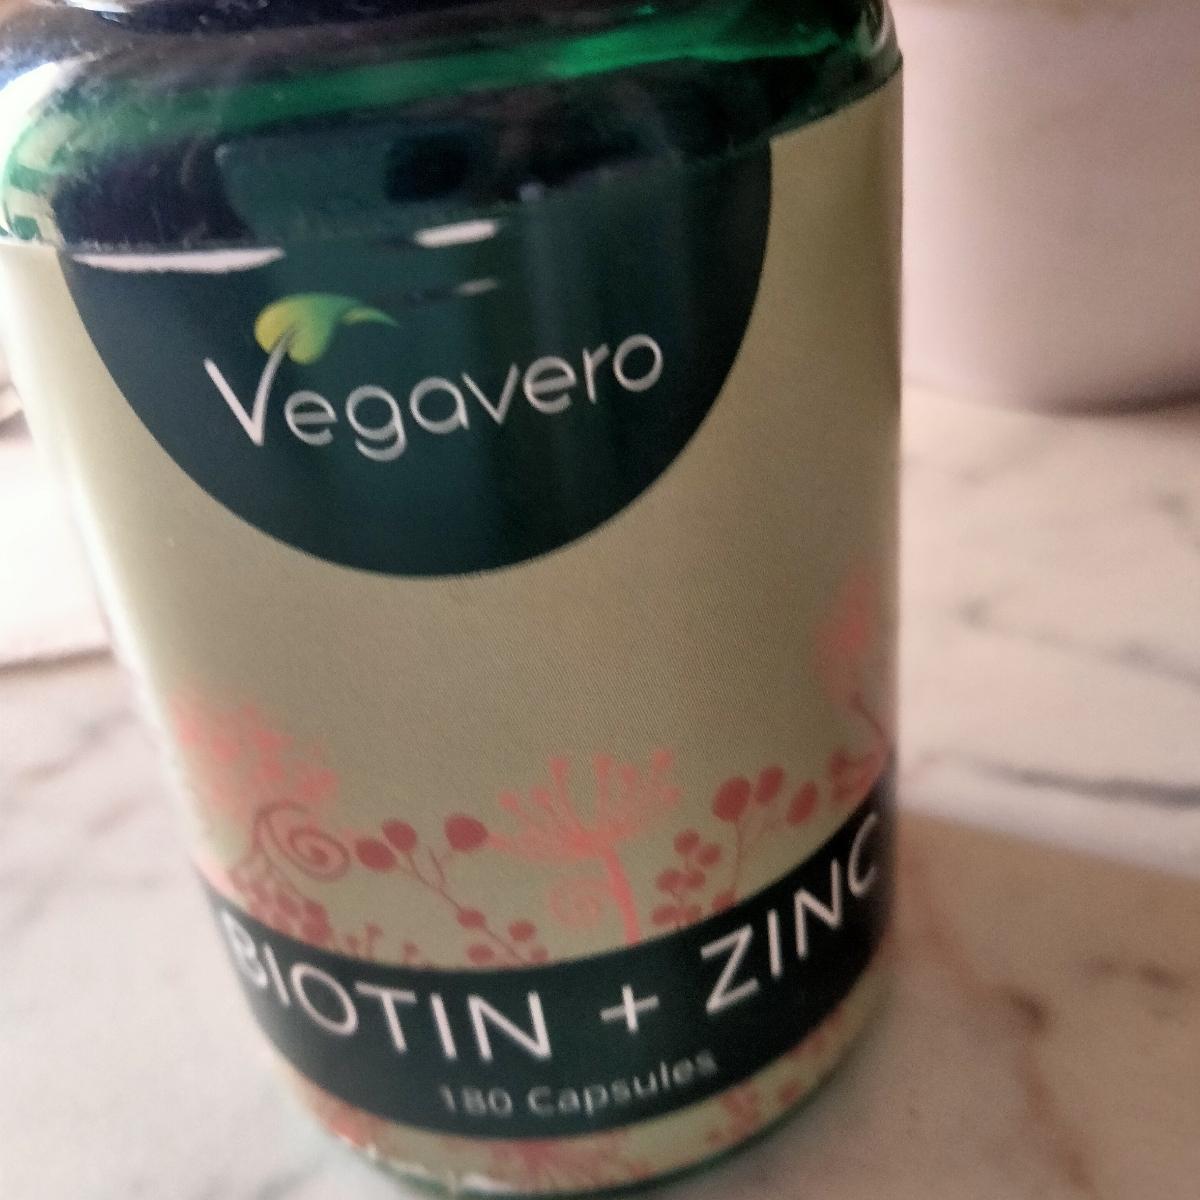 Vegavero
BIOTIN + ZINC
180 Capsules